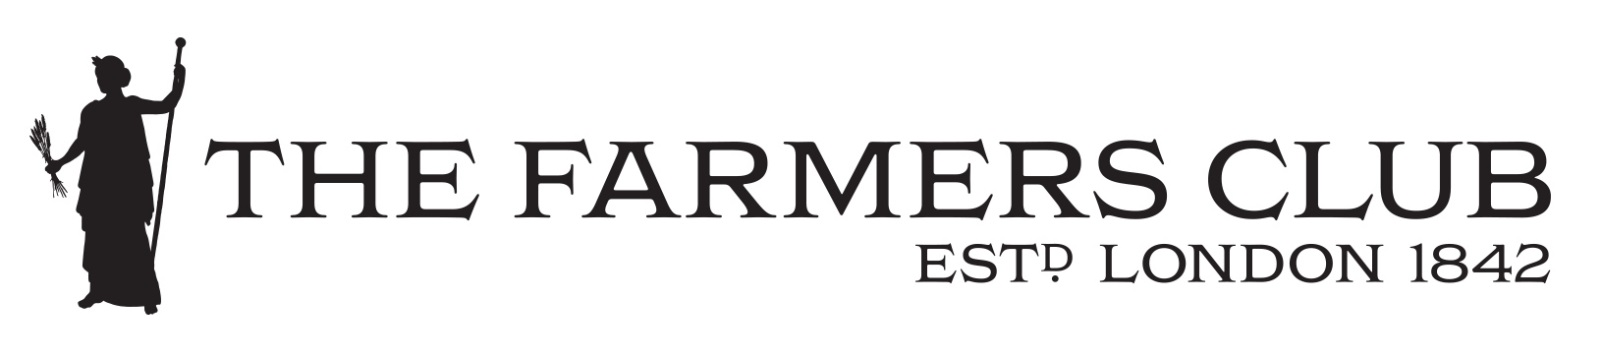 THE FARMERS CLUB
ESTD. LONDON 1842